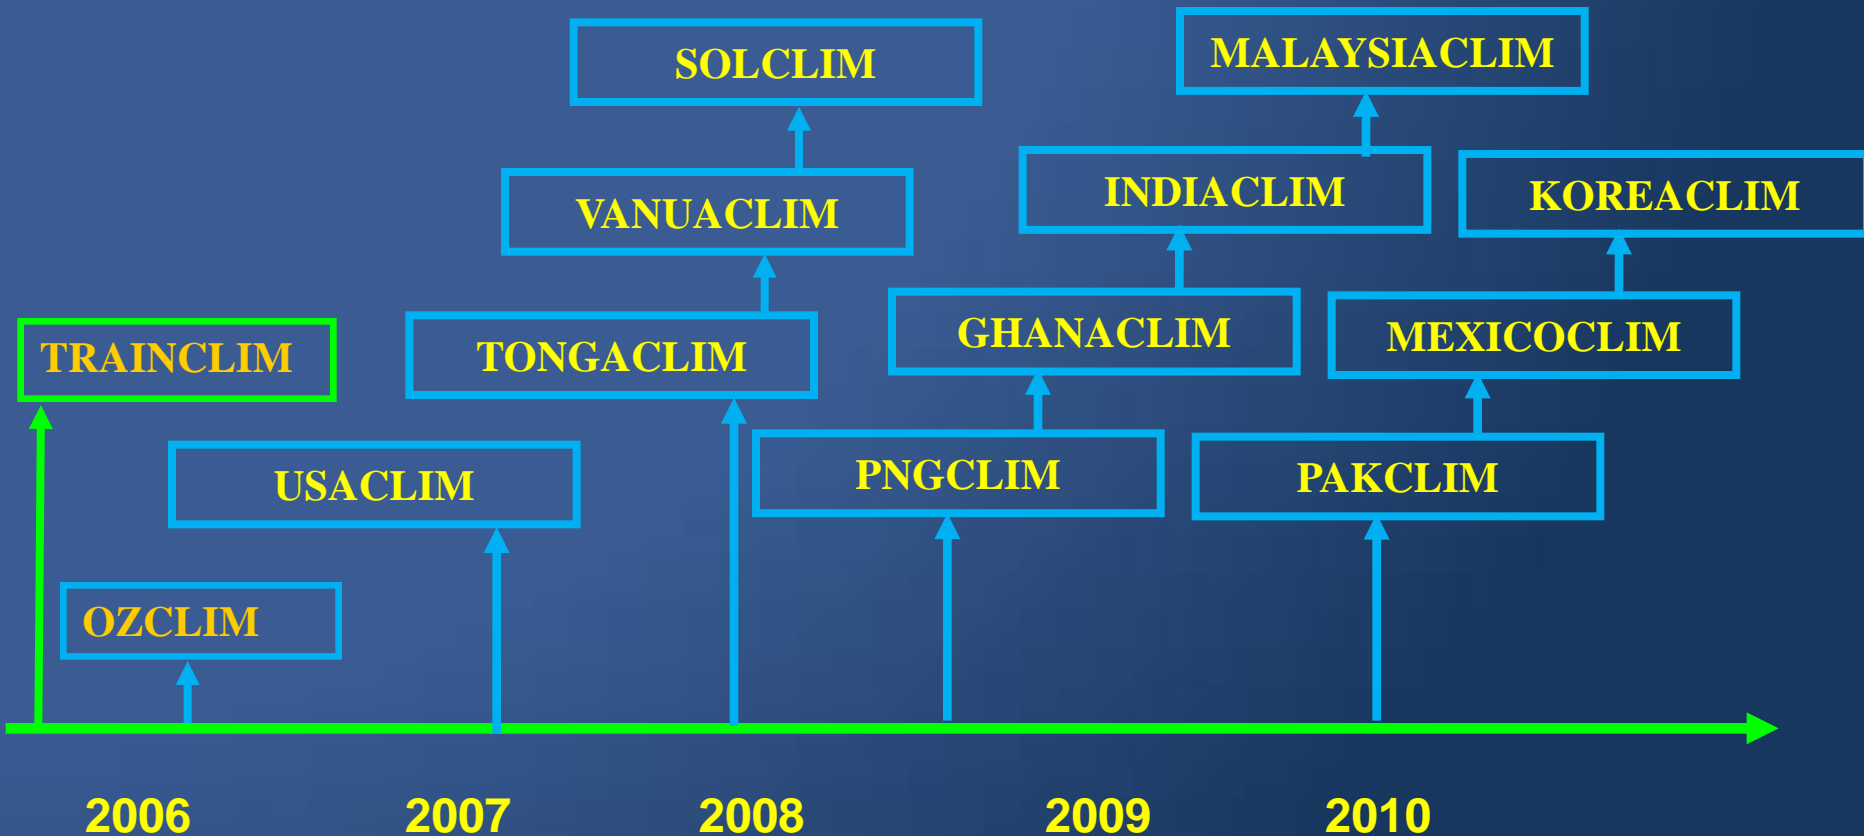 SOLCLIM
MALAYSIACLIM
VANUACLIM
INDIACLIM
KOREACLIM
TRAINCLIM
TONGACLIM
GHANACLIM
MEXICOCLIM
USACLIM
PNGCLIM
PAKCLIM
OZCLIM
2006
2007
2008
2009
2010